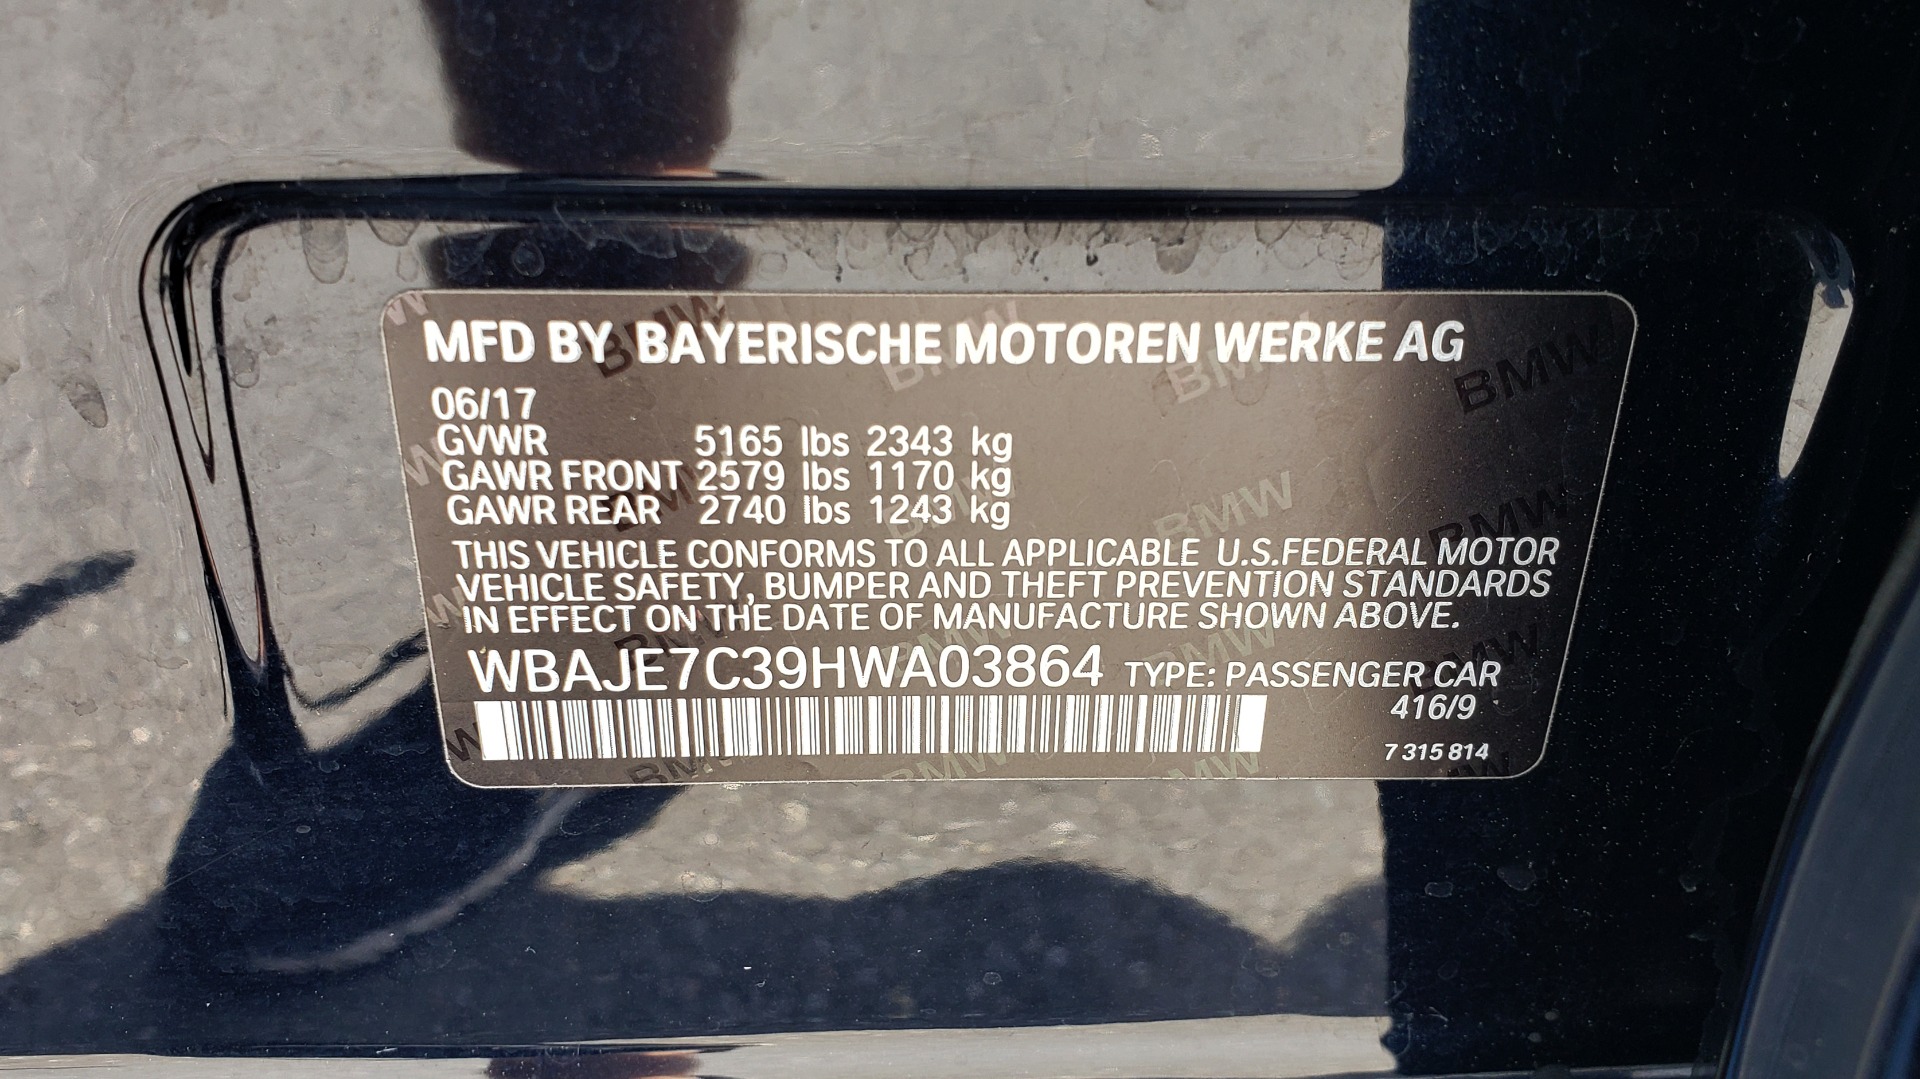 MFD BY BAYERISCHE MOTOREN WERKE AG
06/17
GVWR 5165 lbs 2343 kg
GAWR FRONT 2579 lbs 1170 kg
GAWR REAR 2740 lbs 1243 kg
THIS VEHICLE CONFORMS TO ALL APPLICABLE U.S.FEDERAL MOTOR
VEHICLE SAFETY, BUMPER AND THEFT PREVENTION STANDARDS
IN EFFECT ON THE DATE OF MANUFACTURE SHOWN ABOVE.
WBAJE7C39HWA03864 TYPE: PASSENGER CAR
416/9
7 315 814